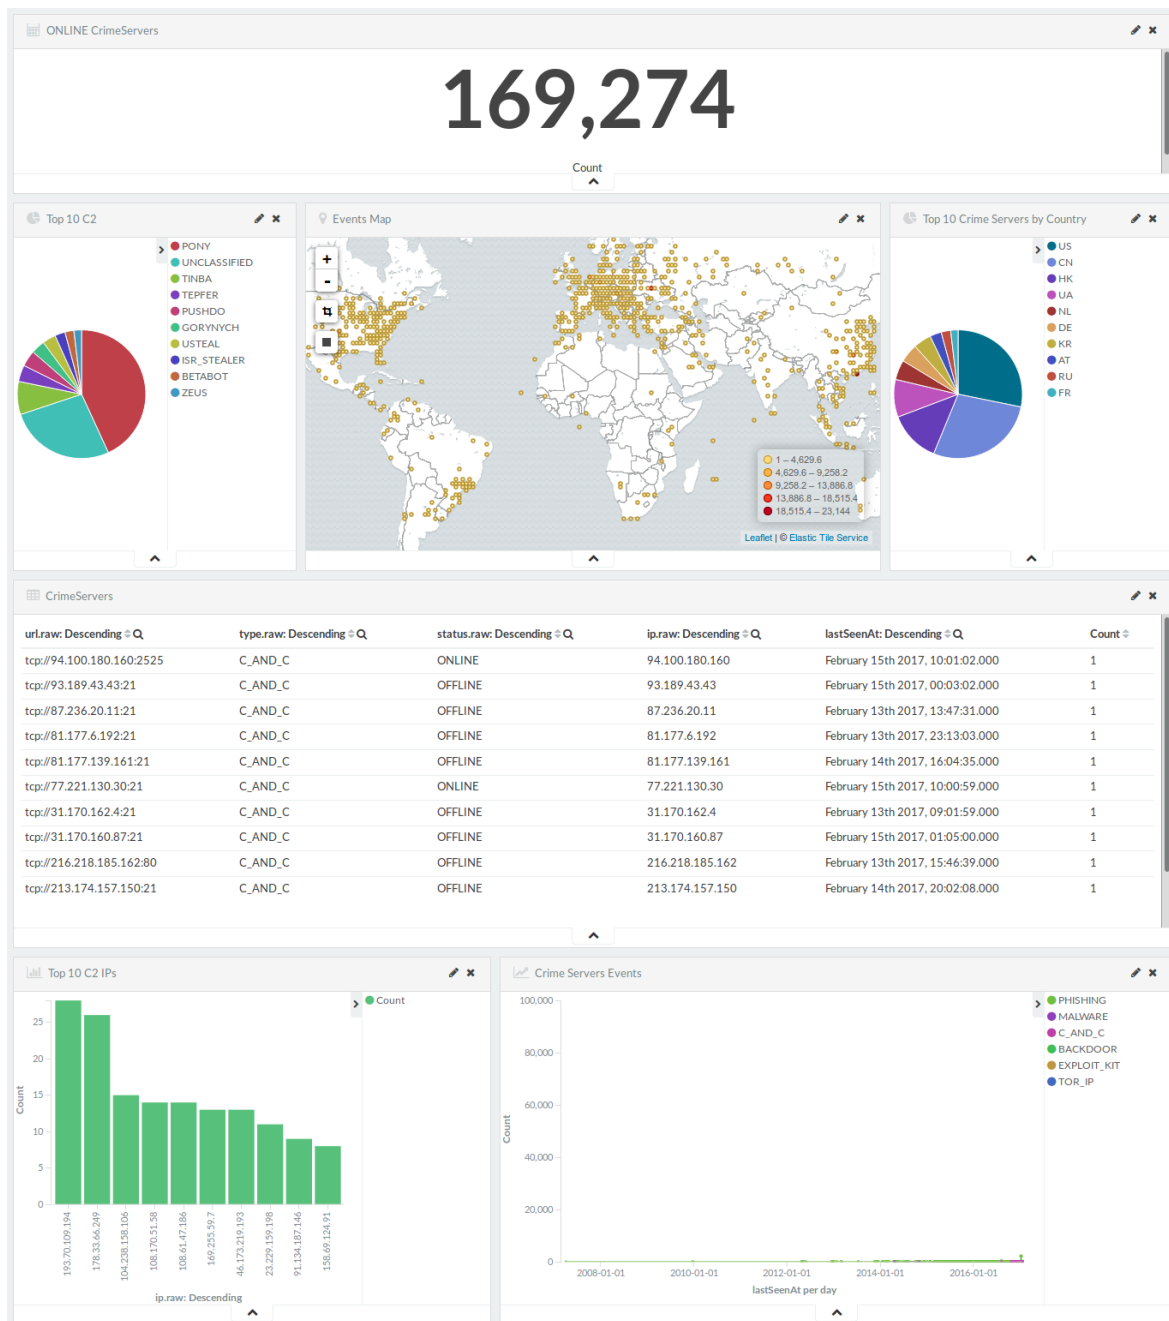 ONLINE CrimeServers
169,274
Count
Top 10 C2
PONY
UNCLASSIFIED
TINBA
TEPFER
PUSHDO
GORYNYCH
USTEAL
ISR_STEALER
BETABOT
ZEUS
Events Map
+
-
1 – 4,629.6
4,629.6 – 9,258.2
9,258.2 – 13,886.8
13,886.8 – 18,515.4
18,515.4 – 23,144
Leaflet | © Elastic Tile Service
Top 10 Crime Servers by Country
US
CN
HK
UA
NL
DE
KR
AT
RU
FR
CrimeServers
url.raw: Descending type.raw: Descending status.raw: Descending ip.raw: Descending lastSeenAt: Descending Count
tcp://94.100.180.160:2525 C_AND_C ONLINE 94.100.180.160 February 15th 2017, 10:01:02.000 1
tcp://93.189.43.43:21 C_AND_C OFFLINE 93.189.43.43 February 15th 2017, 00:03:02.000 1
tcp://87.236.20.11:21 C_AND_C OFFLINE 87.236.20.11 February 13th 2017, 13:47:31.000 1
tcp://81.177.6.192:21 C_AND_C OFFLINE 81.177.6.192 February 13th 2017, 23:13:03.000 1
tcp://81.177.139.161:21 C_AND_C OFFLINE 81.177.139.161 February 14th 2017, 16:04:35.000 1
tcp://77.221.130.30:21 C_AND_C ONLINE 77.221.130.30 February 15th 2017, 10:00:59.000 1
tcp://31.170.162.4:21 C_AND_C OFFLINE 31.170.162.4 February 13th 2017, 09:01:59.000 1
tcp://31.170.160.87:21 C_AND_C OFFLINE 31.170.160.87 February 15th 2017, 01:05:00.000 1
tcp://216.218.185.162:80 C_AND_C OFFLINE 216.218.185.162 February 13th 2017, 15:46:39.000 1
tcp://213.174.157.150:21 C_AND_C OFFLINE 213.174.157.150 February 14th 2017, 20:02:08.000 1
Top 10 C2 IPs
Count
25
20
15
10
5
0
Count
193.70.109.194
178.33.66.249
104.238.158.106
108.170.51.58
108.61.47.186
169.255.59.7
46.173.219.193
23.229.159.198
91.134.187.146
158.69.124.91
ip.raw: Descending
Crime Servers Events
100,000
80,000
60,000
40,000
20,000
0
Count
2008-01-01
2010-01-01
2012-01-01
2014-01-01
2016-01-01
lastSeenAt per day
PHISHING
MALWARE
C_AND_C
BACKDOOR
EXPLOIT_KIT
TOR_IP